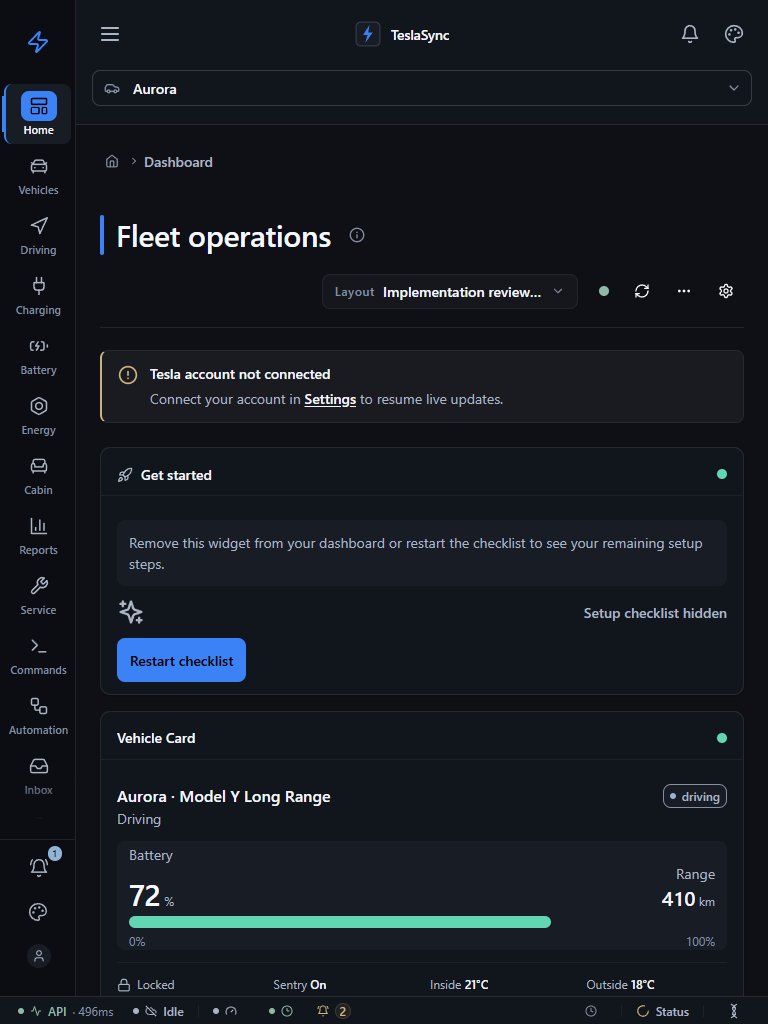 TeslaSync
Aurora
Home
Vehicles
Driving
Charging
Battery
Energy
Cabin
Reports
Service
Commands
Automation
Inbox
1
Dashboard
Fleet operations
Layout Implementation review...
Tesla account not connected
Connect your account in Settings to resume live updates.
Get started
Remove this widget from your dashboard or restart the checklist to see your remaining setup
steps.
Setup checklist hidden
Restart checklist
Vehicle Card
Aurora · Model Y Long Range
driving
Driving
Battery
Range
72 %
410 km
0%
100%
Locked
Sentry On
Inside 21°C
Outside 18°C
API · 496ms
Idle
2
Status